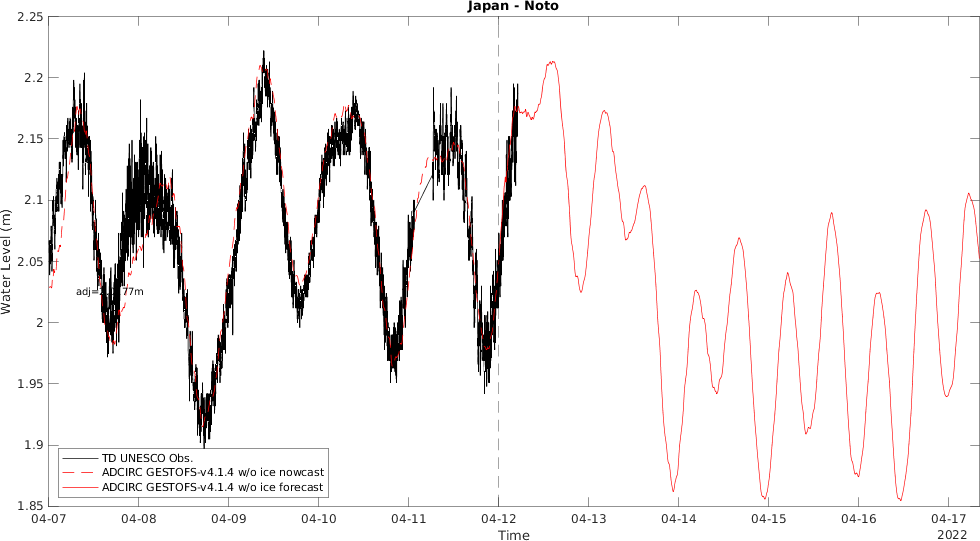 Japan - Noto
2.25
2.2
2.15
2.1
2.05
2
1.95
1.9
1.85
Water Level (m)
77m
TD UNESCO Obs.
ADCIRC GESTOFS-v4.1.4 w/o ice nowcast
ADCIRC GESTOFS-v4.1.4 w/o ice forecast
04-07 04-08 04-09 04-10 04-11 04-12 04-13 04-14 04-15 04-16 04-17
Time
2022